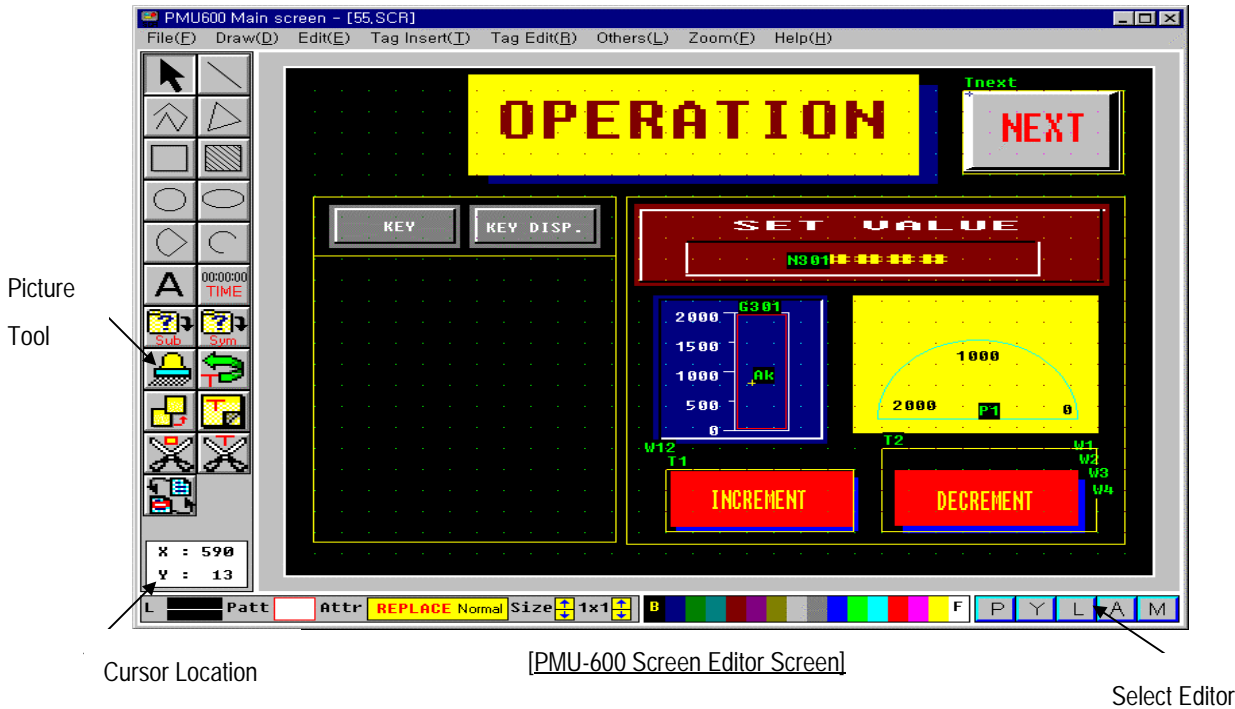 PMU600 Main screen - [55,SCR]
File(F) Draw(D) Edit(E) Tag Insert(T) Tag Edit(R) Others(L) Zoom(F) Help(H)
Tnext
OPERATION
NEXT
KEY
KEY DISP.
SET VALUE
N301
A
00:00:00
TIME
Picture
Tool
Sub
Sym
T
G301
2000
1500
1000
500
0
Ak
1000
2000
P1
0
W12
T1
T2
W1
W2
W3
W4
INCREMENT
DECREMENT
X : 590
Y : 13
L Patt Attr REPLACE Normal Size 1x1 B F P Y L A M
Cursor Location
[PMU-600 Screen Editor Screen]
Select Editor